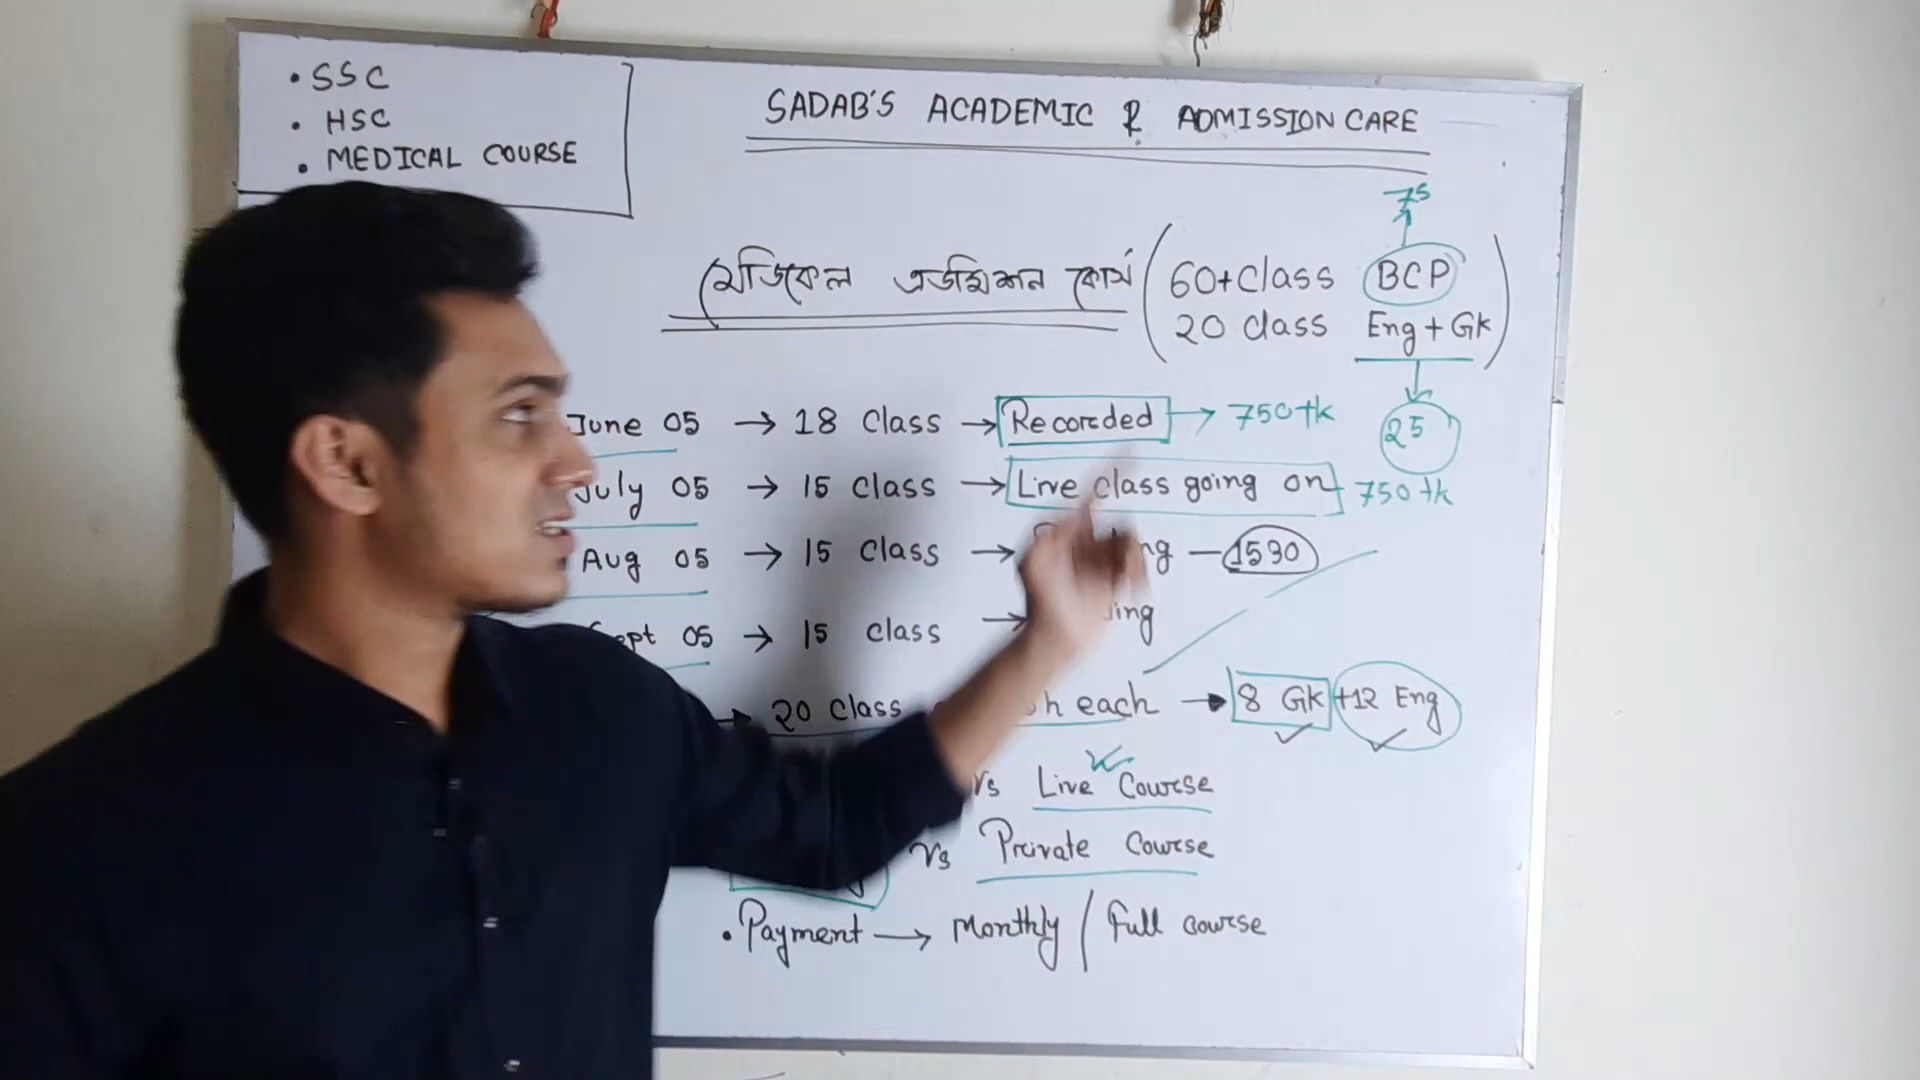 • SSC
• HSC
• MEDICAL COURSE
SADAB'S ACADEMIC & ADMISSION CARE
75
মেডিকেল এডমিশন কোর্স (60+ Class BCP
20 class Eng + Gk)
25
June 05 → 18 Class → Recorded → 750 tk
July 05 → 15 Class → Live class going on 750 tk
Aug 05 → 15 Class → — 1590
Sept 05 → 15 class →
20 Class each → 8 Gk +12 Eng
Vs Live Course
Vs Private Course
• Payment → Monthly / Full course